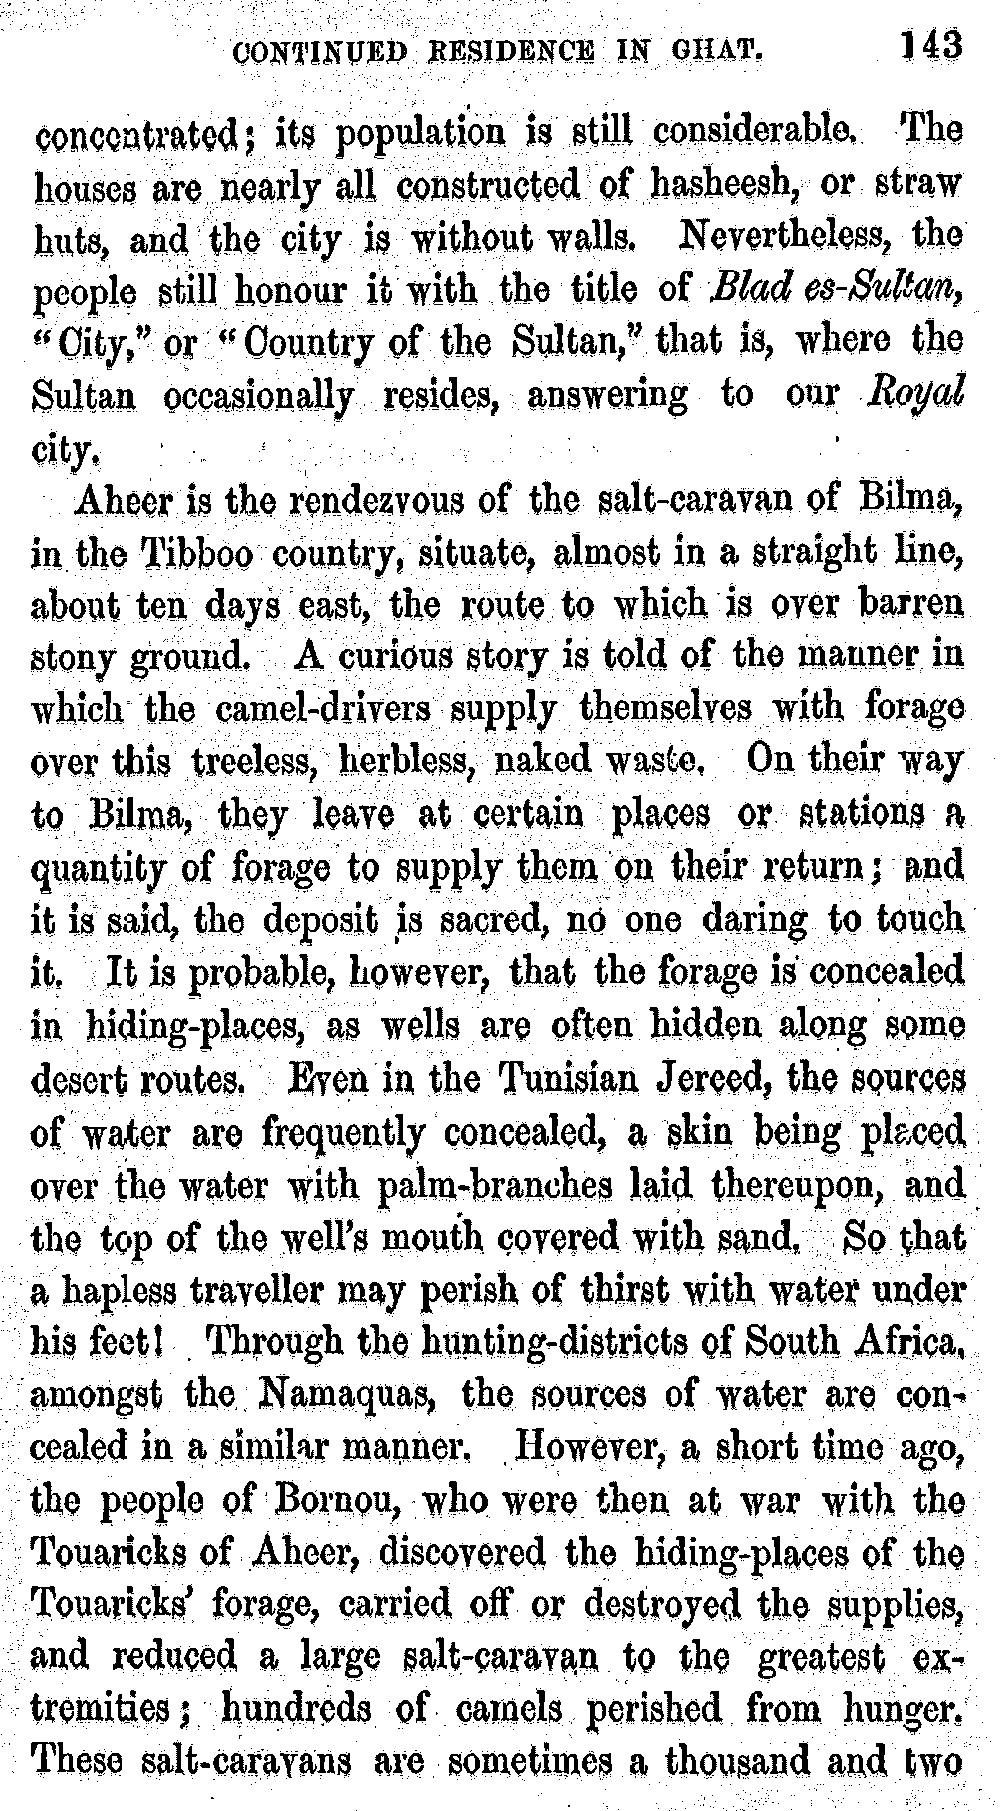 CONTINUED RESIDENCE IN GHAT. 143
concentrated; its population is still considerable. The
houses are nearly all constructed of hasheesh, or straw
huts, and the city is without walls. Nevertheless, the
people still honour it with the title of Blad es-Sultan,
"City," or "Country of the Sultan," that is, where the
Sultan occasionally resides, answering to our Royal
city.
Aheer is the rendezvous of the salt-caravan of Bilma,
in the Tibboo country, situate, almost in a straight line,
about ten days east, the route to which is over barren
stony ground. A curious story is told of the manner in
which the camel-drivers supply themselves with forage
over this treeless, herbless, naked waste. On their way
to Bilma, they leave at certain places or stations a
quantity of forage to supply them on their return; and
it is said, the deposit is sacred, no one daring to touch
it. It is probable, however, that the forage is concealed
in hiding-places, as wells are often hidden along some
desert routes. Even in the Tunisian Jereed, the sources
of water are frequently concealed, a skin being placed
over the water with palm-branches laid thereupon, and
the top of the well's mouth covered with sand. So that
a hapless traveller may perish of thirst with water under
his feet! Through the hunting-districts of South Africa,
amongst the Namaquas, the sources of water are con-
cealed in a similar manner. However, a short time ago,
the people of Bornou, who were then at war with the
Touaricks of Aheer, discovered the hiding-places of the
Touaricks' forage, carried off or destroyed the supplies,
and reduced a large salt-caravan to the greatest ex-
tremities; hundreds of camels perished from hunger.
These salt-caravans are sometimes a thousand and two